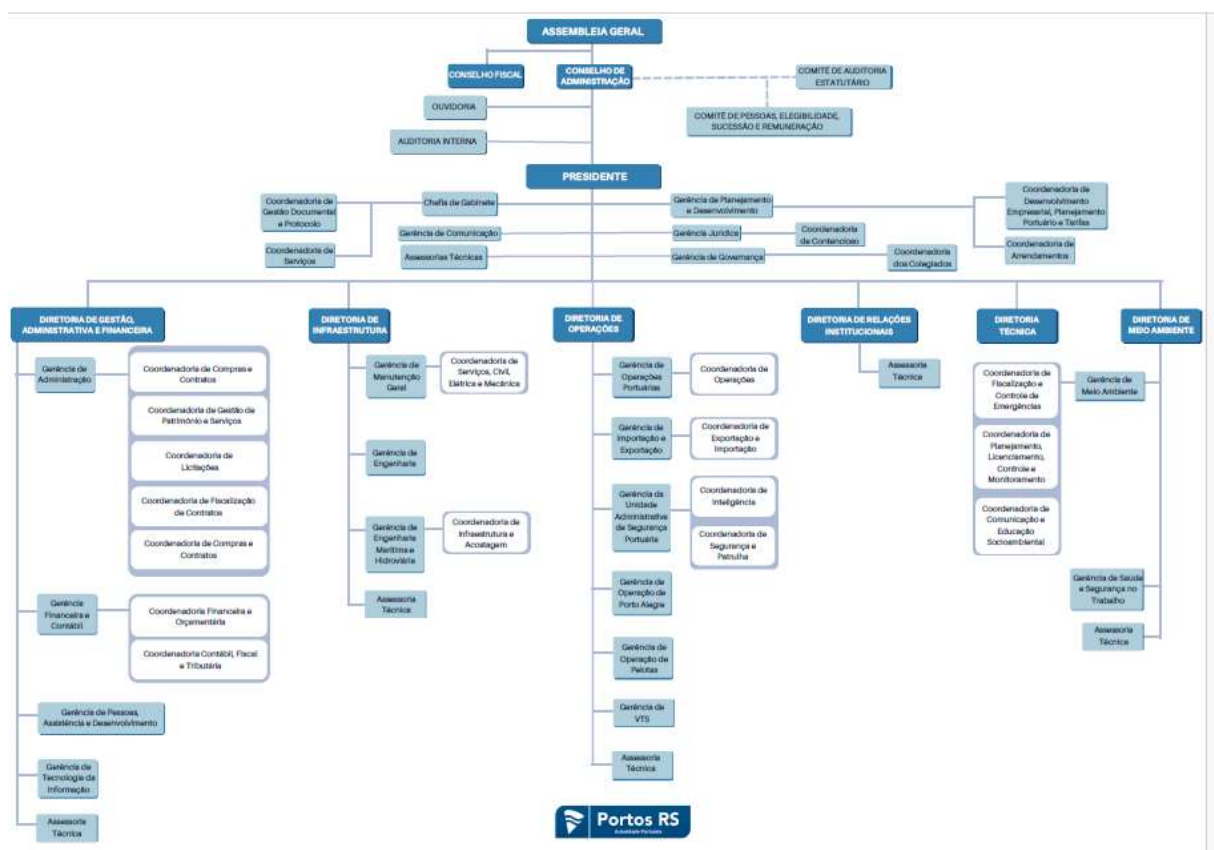 ASSEMBLEIA GERAL
CONSELHO FISCAL
CONSELHO DE
ADMINISTRAÇÃO
COMITÊ DE AUDITORIA
ESTATUTÁRIO
OUVIDORIA
COMITÊ DE PESSOAS, ELEGIBILIDADE,
SUCESSÃO E REMUNERAÇÃO
AUDITORIA INTERNA
PRESIDENTE
Coordenadoria de
Gestão Documental
e Protocolo
Chefia de Gabinete
Gerência de Planejamento
e Desenvolvimento
Coordenadoria de
Desenvolvimento
Empresarial, Planejamento
Portuário e Tarifas
Gerência de Comunicação
Gerência Jurídica
Coordenadoria
de Contencioso
Coordenadoria de
Serviços
Assessorias Técnicas
Gerência de Governança
Coordenadoria
dos Colegiados
Coordenadoria de
Arrendamentos
DIRETORIA DE GESTÃO,
ADMINISTRATIVA E FINANCEIRA
DIRETORIA DE
INFRAESTRUTURA
DIRETORIA DE
OPERAÇÕES
DIRETORIA DE RELAÇÕES
INSTITUCIONAIS
DIRETORIA
TÉCNICA
DIRETORIA DE
MEIO AMBIENTE
Gerência de
Administração
Coordenadoria de Compras e
Contratos
Coordenadoria de Gestão de
Patrimônio e Serviços
Coordenadoria de
Licitações
Coordenadoria de Fiscalização
de Contratos
Coordenadoria de Compras e
Contratos
Gerência
Financeira e
Contábil
Coordenadoria Financeira e
Orçamentária
Coordenadoria Contábil, Fiscal
e Tributária
Gerência de Pessoas,
Assistência e Desenvolvimento
Gerência de
Tecnologia da
Informação
Assessoria
Técnica
Gerência de
Manutenção
Geral
Coordenadoria de
Serviços, Civil,
Elétrica e Mecânica
Gerência de
Engenharia
Gerência de
Engenharia
Marítima e
Hidroviária
Coordenadoria de
Infraestrutura e
Acostagem
Assessoria
Técnica
Gerência de
Operações
Portuárias
Coordenadoria de
Operações
Gerência de
Importação e
Exportação
Coordenadoria de
Exportação e
Importação
Gerência da
Unidade
Administrativa
de Segurança
Portuária
Coordenadoria de
Inteligência
Coordenadoria de
Segurança e
Patrulha
Gerência de
Operação de
Porto Alegre
Gerência de
Operação de
Pelotas
Gerência de
VTS
Assessoria
Técnica
Assessoria
Técnica
Coordenadoria de
Fiscalização e
Controle de
Emergências
Coordenadoria de
Planejamento,
Licenciamento,
Controle e
Monitoramento
Coordenadoria de
Comunicação e
Educação
Socioambiental
Gerência de
Meio Ambiente
Gerência de Saúde
e Segurança no
Trabalho
Assessoria
Técnica
Portos RS
Autoridade Portuária